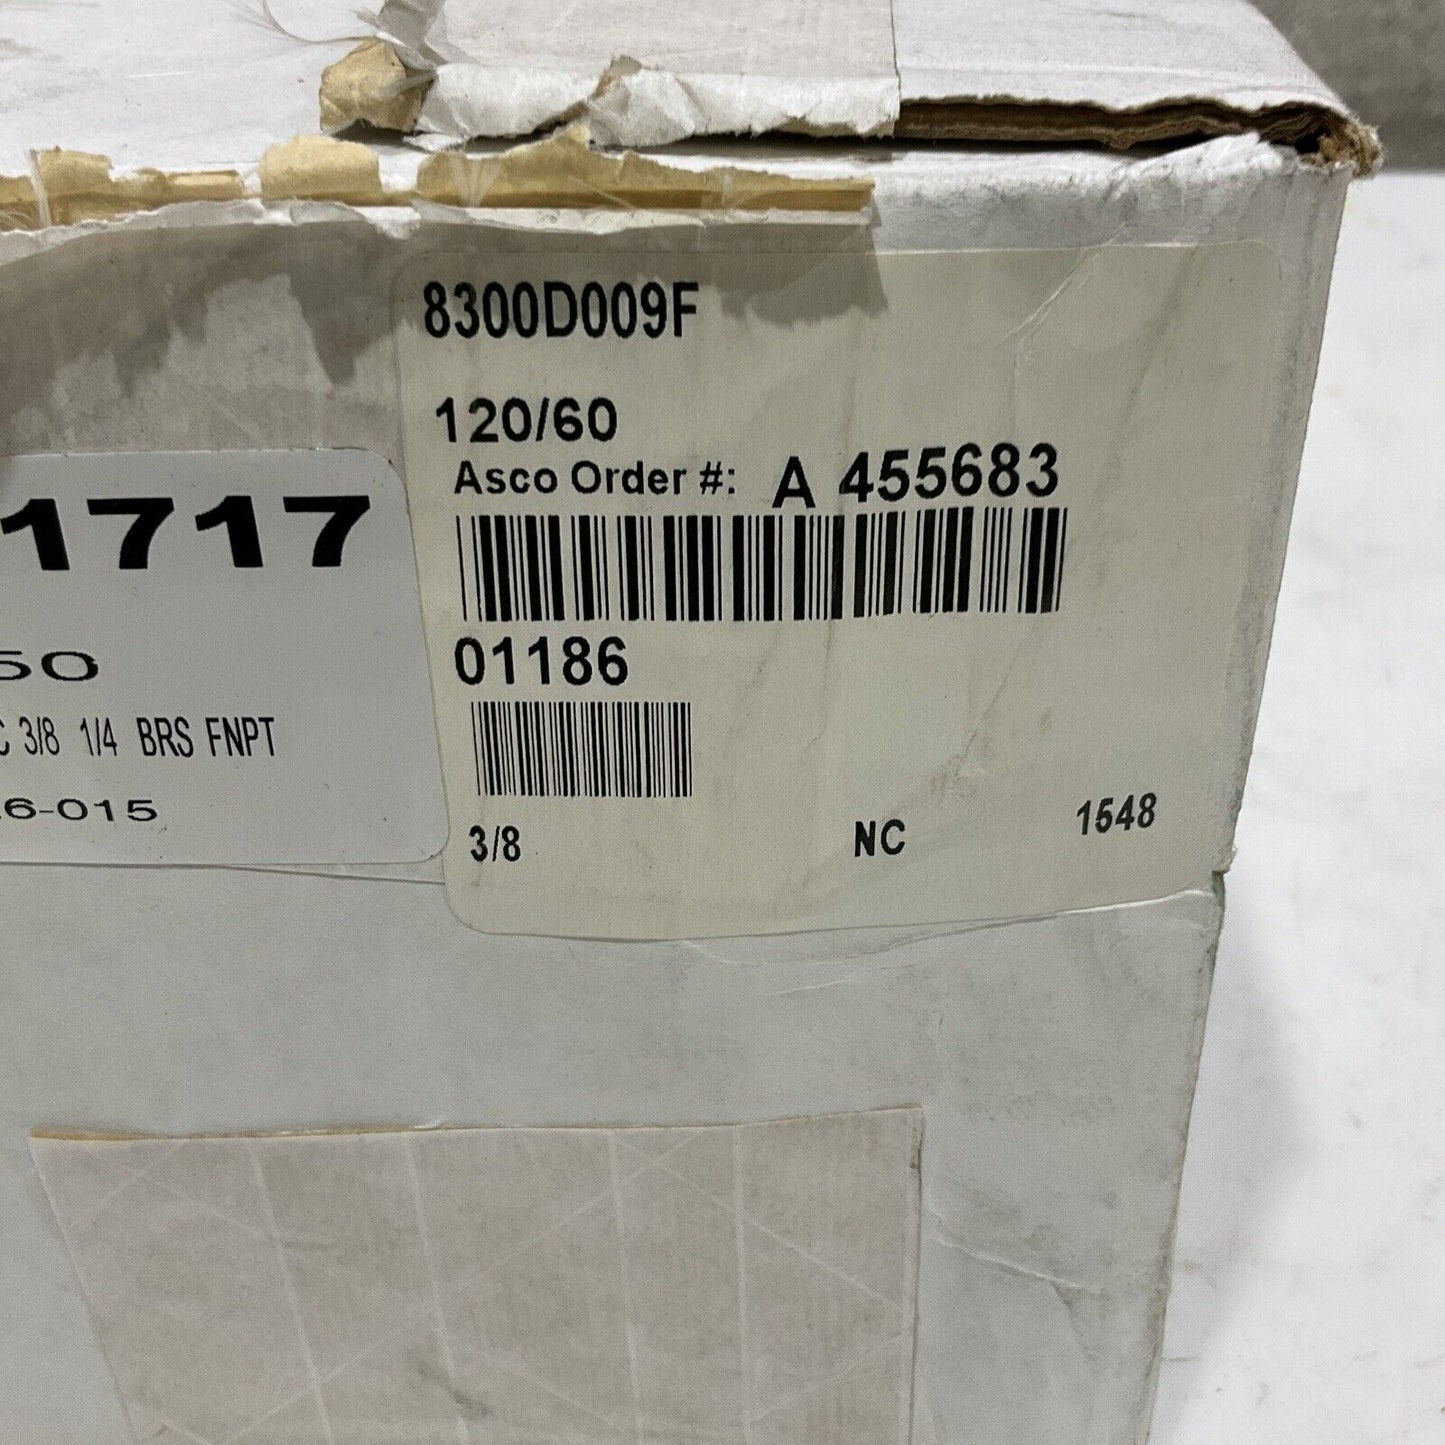 8300D009F
120/60
Asco Order #: A 455683
01186
3/8 NC 1548
1717
50
C 3/8 1/4 BRS FNPT
6-015